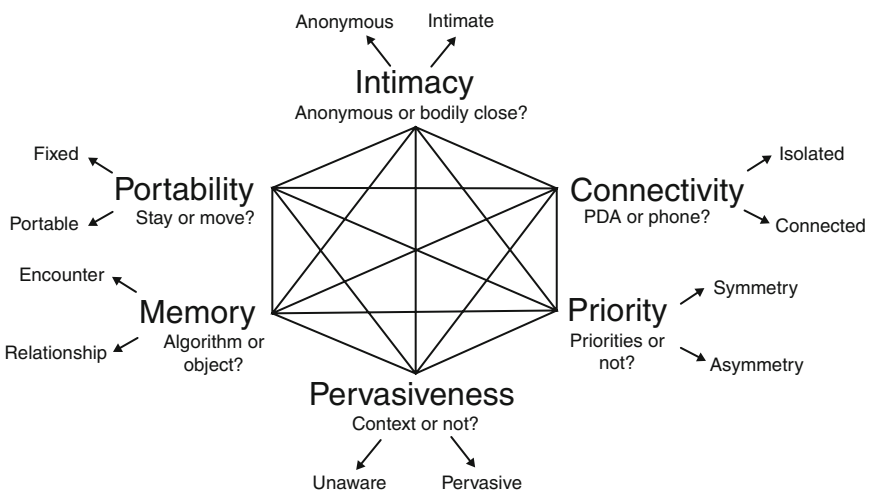 Anonymous Intimate
Intimacy
Anonymous or bodily close?
Fixed
Portability
Stay or move?
Portable
Isolated
Connectivity
PDA or phone?
Connected
Encounter
Memory
Algorithm or
object?
Relationship
Symmetry
Priority
Priorities or
not?
Asymmetry
Pervasiveness
Context or not?
Unaware Pervasive